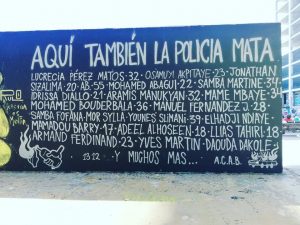 AQUÍ TAMBIÉN LA POLICIA MATA
LUCRECIA PÉREZ MATOS · 32 · OSAMUYI AKPITAYE · 23 · JONATHAN
SIZALIMA · 20 · AB · 35 · MOHAMED ABAGUI · 22 · SAMBA MARTINE · 34
IDRISSA DIALLO · 21 · ARAMIS MANUKYAN · 32 · MAME MBAYE · 34
MOHAMED BOUDERBALA · 36 · MANUEL FERNANDEZ J. · 28
SAMBA FOFANA · MOR SYLLA · YOUNES SLIMANI · 39 · ELHADJI NDIAYE ·
MAMADOU BARRY · 17 · ADEEL ALHOSEEN · 18 · ILIAS TAHIRI · 18
ARMAND FERDINAND · 23 · YVES MARTIN · DAOUDA DAKOLE
Y MUCHOS MAS... A.C.A.B.